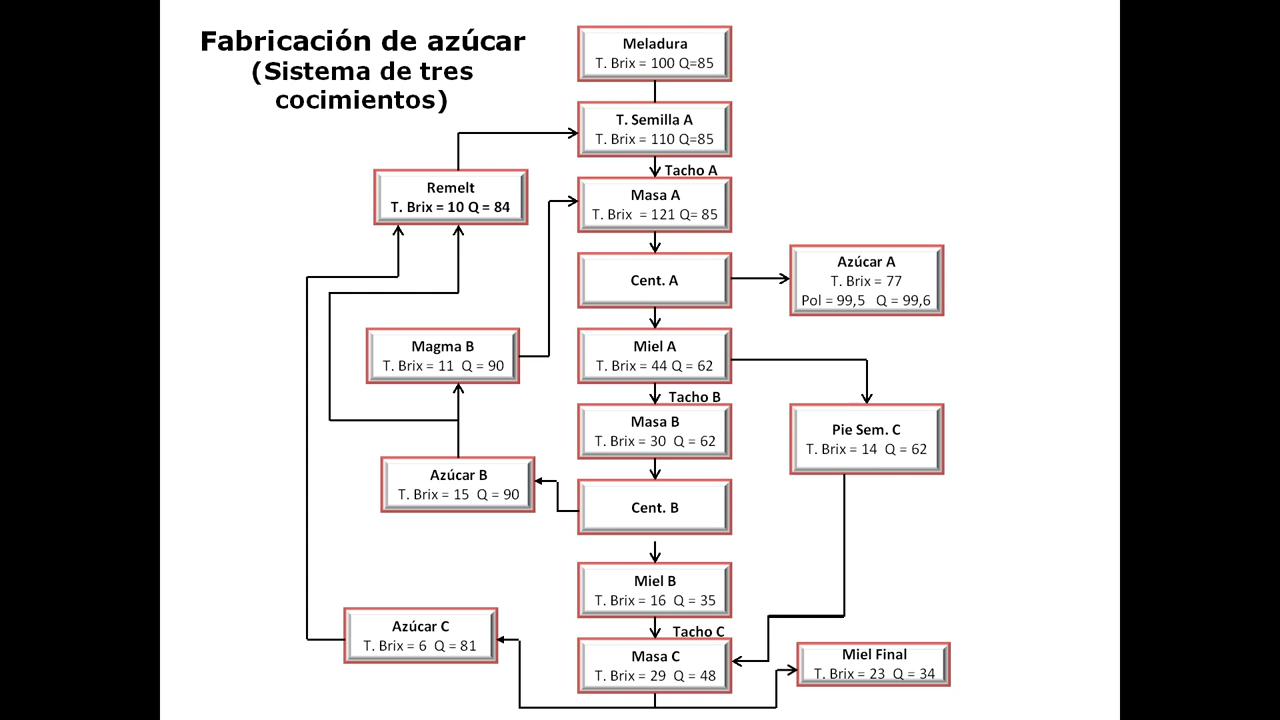 Fabricación de azúcar
(Sistema de tres
cocimientos)
Meladura
T. Brix = 100 Q=85
T. Semilla A
T. Brix = 110 Q=85
Tacho A
Remelt
T. Brix = 10 Q = 84
Masa A
T. Brix = 121 Q= 85
Cent. A
Azúcar A
T. Brix = 77
Pol = 99,5 Q = 99,6
Magma B
T. Brix = 11 Q = 90
Miel A
T. Brix = 44 Q = 62
Tacho B
Masa B
T. Brix = 30 Q = 62
Pie Sem. C
T. Brix = 14 Q = 62
Azúcar B
T. Brix = 15 Q = 90
Cent. B
Miel B
T. Brix = 16 Q = 35
Tacho C
Azúcar C
T. Brix = 6 Q = 81
Masa C
T. Brix = 29 Q = 48
Miel Final
T. Brix = 23 Q = 34